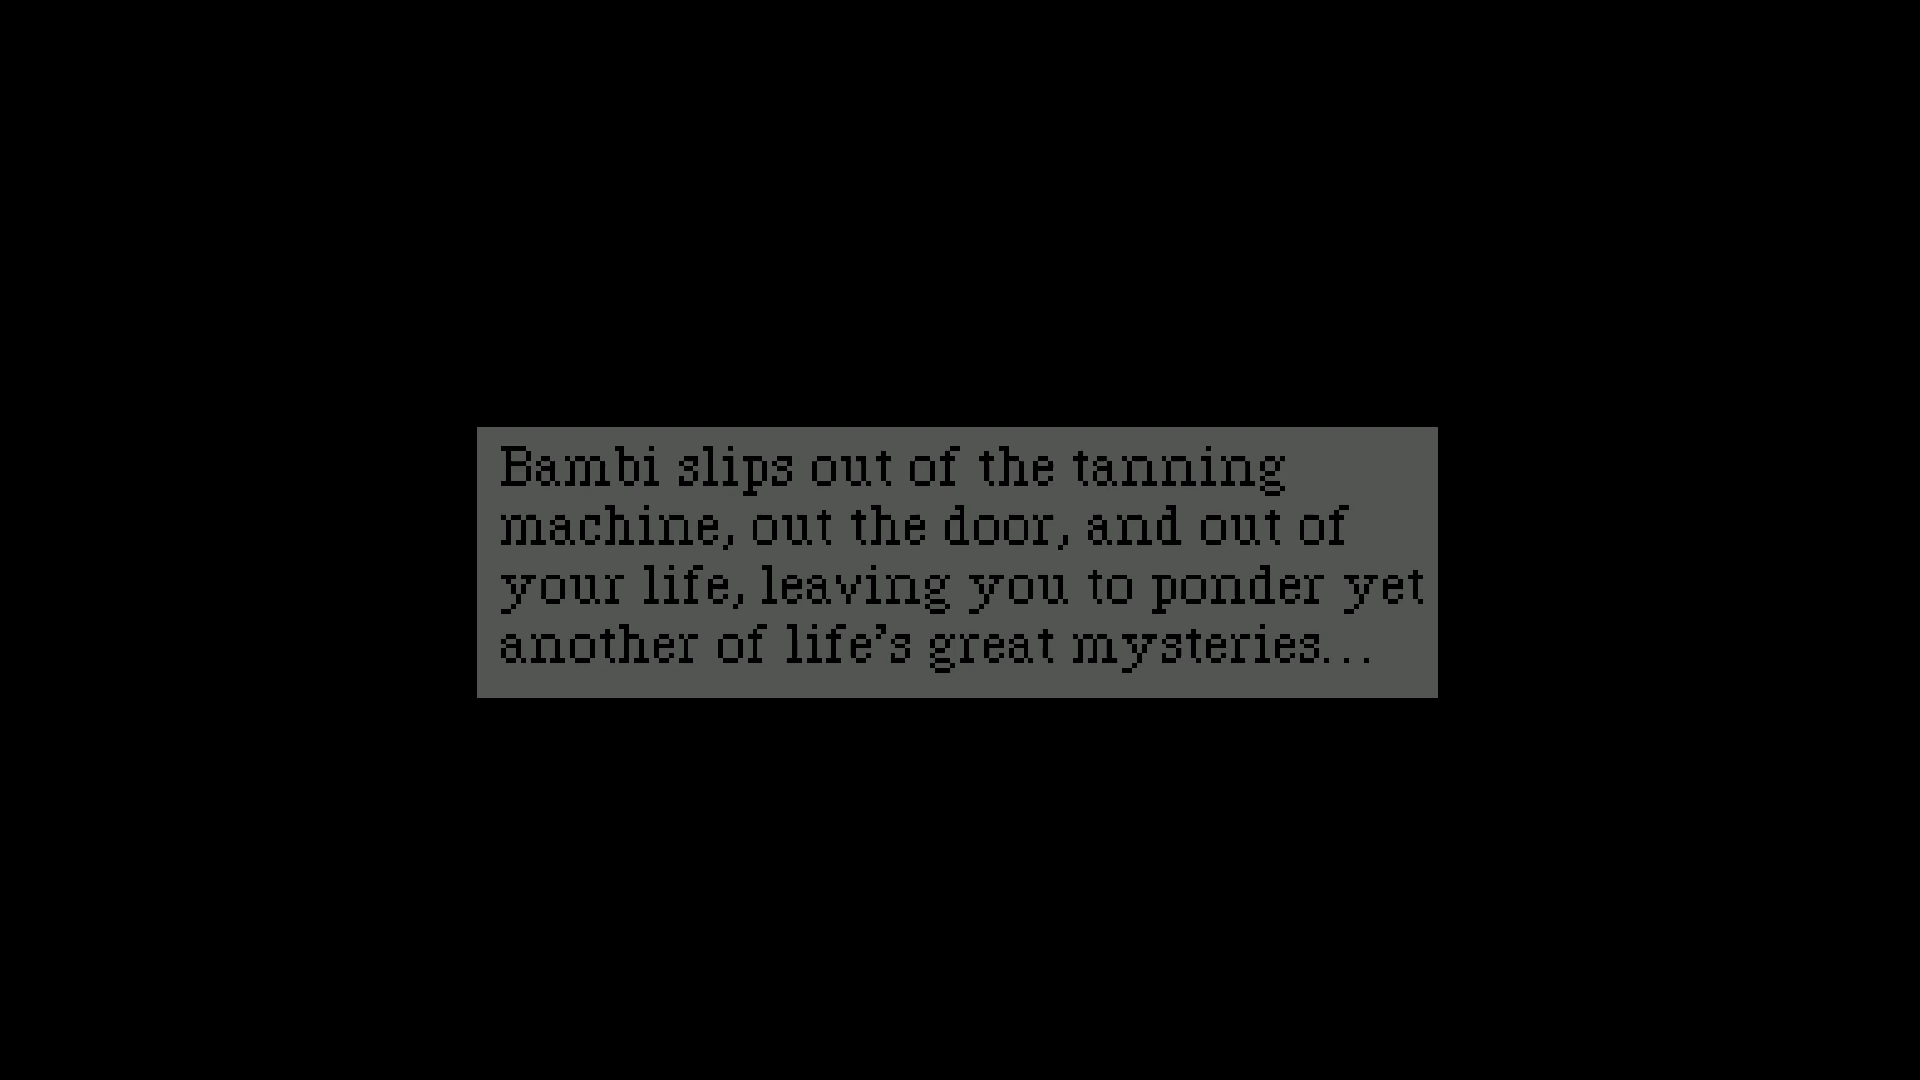 Bambi slips out of the tanning
machine, out the door, and out of
your life, leaving you to ponder yet
another of life's great mysteries...